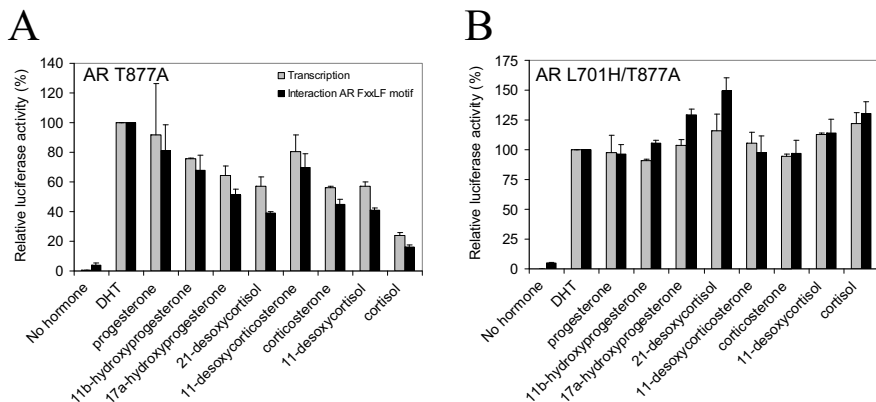 A
AR T877A
Transcription
Interaction AR FxxLF motif
Relative luciferase activity (%)
140
120
100
80
60
40
20
0
No hormone
DHT
progesterone
11b-hydroxyprogesterone
17a-hydroxyprogesterone
21-desoxycortisol
11-desoxycorticosterone
corticosterone
11-desoxycortisol
cortisol
B
AR L701H/T877A
Relative luciferase activity (%)
175
150
125
100
75
50
25
0
No hormone
DHT
progesterone
11b-hydroxyprogesterone
17a-hydroxyprogesterone
21-desoxycortisol
11-desoxycorticosterone
corticosterone
11-desoxycortisol
cortisol